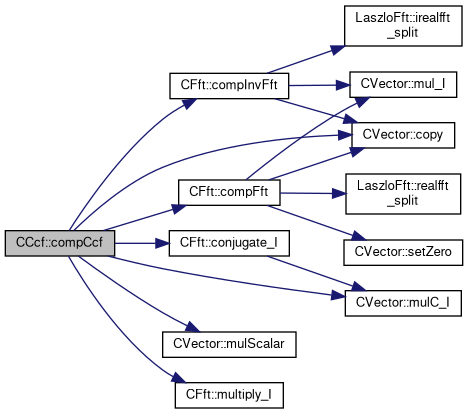 LaszloFft::irealfft
_split
CFft::compInvFft
CVector::mul_I
CVector::copy
CFft::compFft
LaszloFft::realfft
_split
CCcf::compCcf
CFft::conjugate_I
CVector::setZero
CVector::mulC_I
CVector::mulScalar
CFft::multiply_I